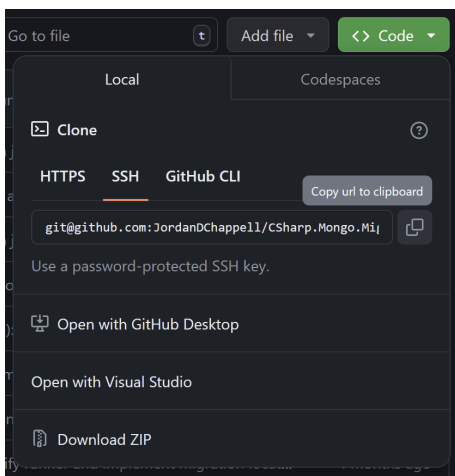 Go to file t Add file <> Code
Local Codespaces
Clone
HTTPS SSH GitHub CLI
Copy url to clipboard
git@github.com:JordanDChappell/CSharp.Mongo.Mig
Use a password-protected SSH key.
Open with GitHub Desktop
Open with Visual Studio
Download ZIP